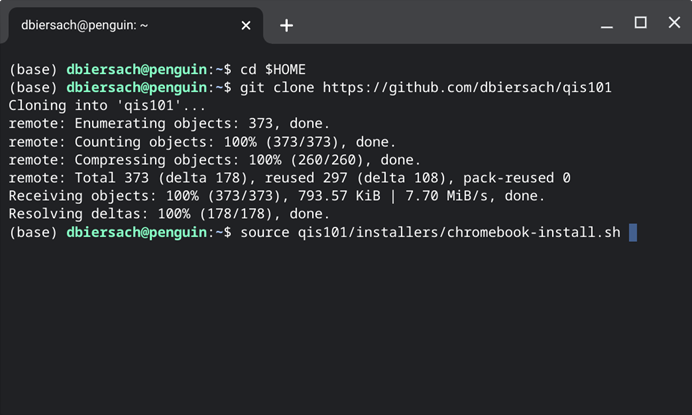 dbiersach@penguin: ~
(base) dbiersach@penguin:~$ cd $HOME
(base) dbiersach@penguin:~$ git clone https://github.com/dbiersach/qis101
Cloning into 'qis101'...
remote: Enumerating objects: 373, done.
remote: Counting objects: 100% (373/373), done.
remote: Compressing objects: 100% (260/260), done.
remote: Total 373 (delta 178), reused 297 (delta 108), pack-reused 0
Receiving objects: 100% (373/373), 793.57 KiB | 7.70 MiB/s, done.
Resolving deltas: 100% (178/178), done.
(base) dbiersach@penguin:~$ source qis101/installers/chromebook-install.sh